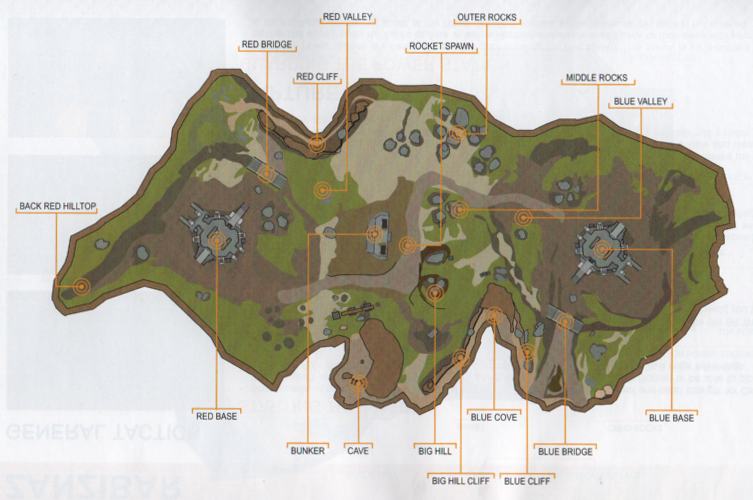 RED VALLEY
OUTER ROCKS
RED BRIDGE
ROCKET SPAWN
RED CLIFF
MIDDLE ROCKS
BLUE VALLEY
BACK RED HILLTOP
RED BASE
BLUE COVE
BLUE BASE
BUNKER
CAVE
BIG HILL
BLUE BRIDGE
BIG HILL CLIFF
BLUE CLIFF
GENERAL TACTI
ZANZIBAR